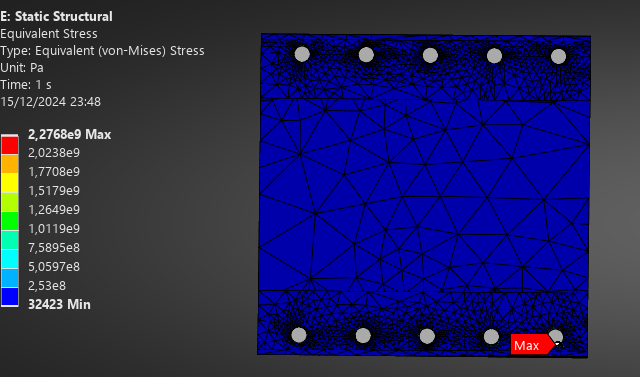 E: Static Structural
Equivalent Stress
Type: Equivalent (von-Mises) Stress
Unit: Pa
Time: 1 s
15/12/2024 23:48
2,2768e9 Max
2,0238e9
1,7708e9
1,5179e9
1,2649e9
1,0119e9
7,5895e8
5,0597e8
2,53e8
32423 Min
Max